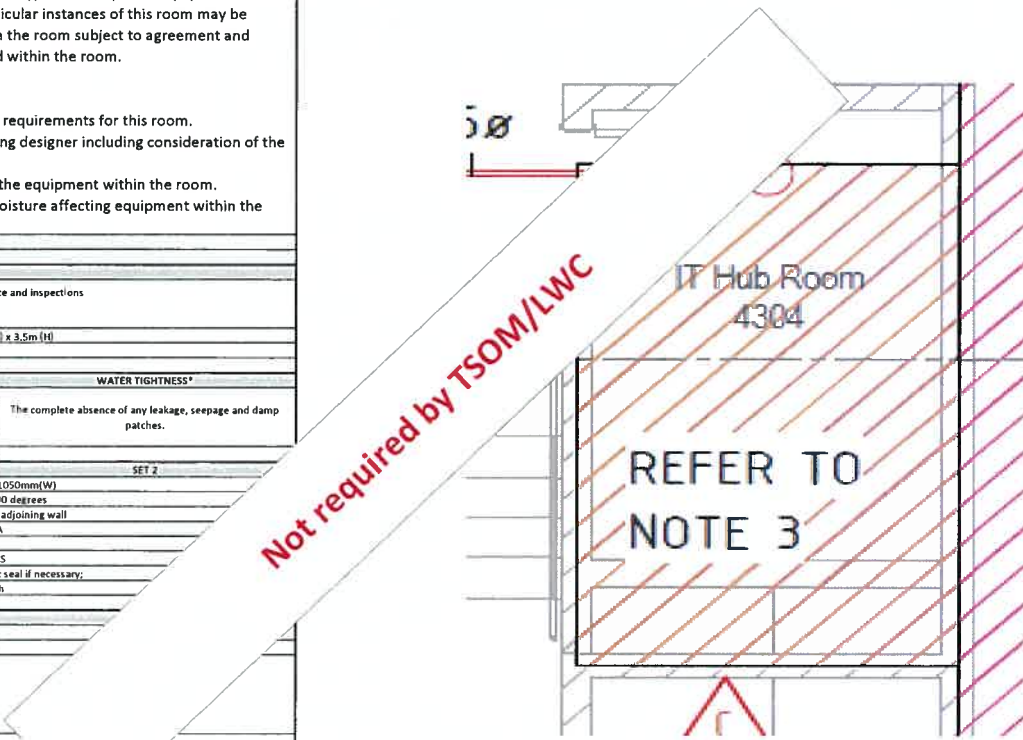 icular instances of this room may be
the room subject to agreement and
d within the room.
requirements for this room.
ng designer including consideration of the
the equipment within the room.
oisture affecting equipment within the
te and inspections
x 3.5m (H)
WATER TIGHTNESS*
The complete absence of any leakage, seepage and damp
patches.
SET 2
1050mm(W)
0 degrees
adjoining wall
A
S
seal if necessary;
h
Not required by TSOM/LWC
5Ø
IT Hub Room
4304
REFER TO
NOTE 3